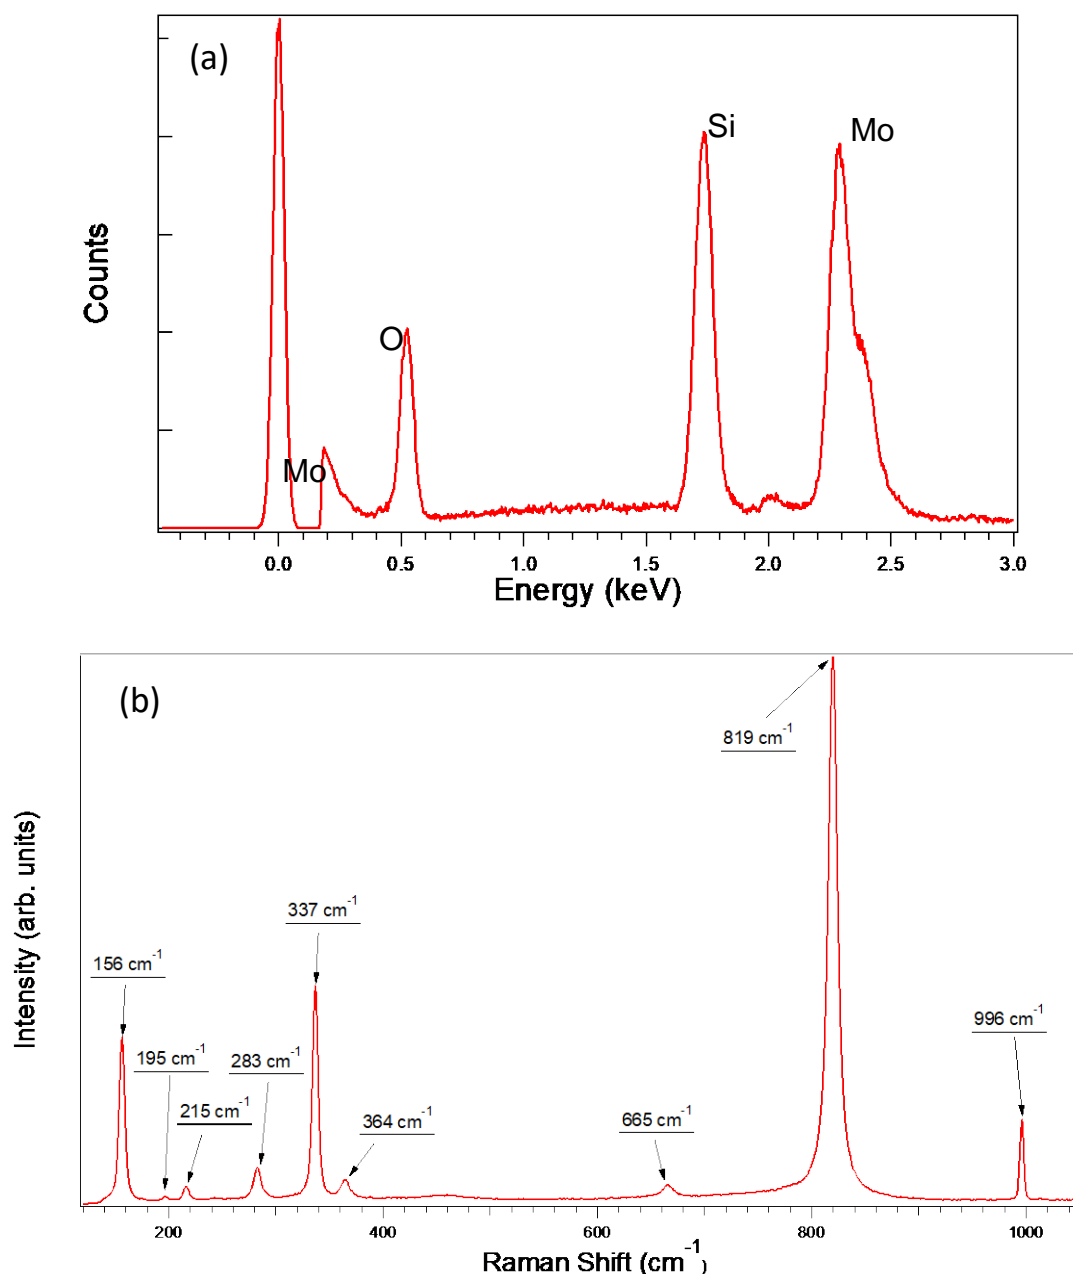 (a)
Si
Mo
O
Mo
Counts
0.0 0.5 1.0 1.5 2.0 2.5 3.0
Energy (keV)
(b)
819 cm⁻¹
337 cm⁻¹
156 cm⁻¹
996 cm⁻¹
195 cm⁻¹
283 cm⁻¹
215 cm⁻¹
364 cm⁻¹
665 cm⁻¹
Intensity (arb. units)
200 400 600 800 1000
Raman Shift (cm⁻¹)